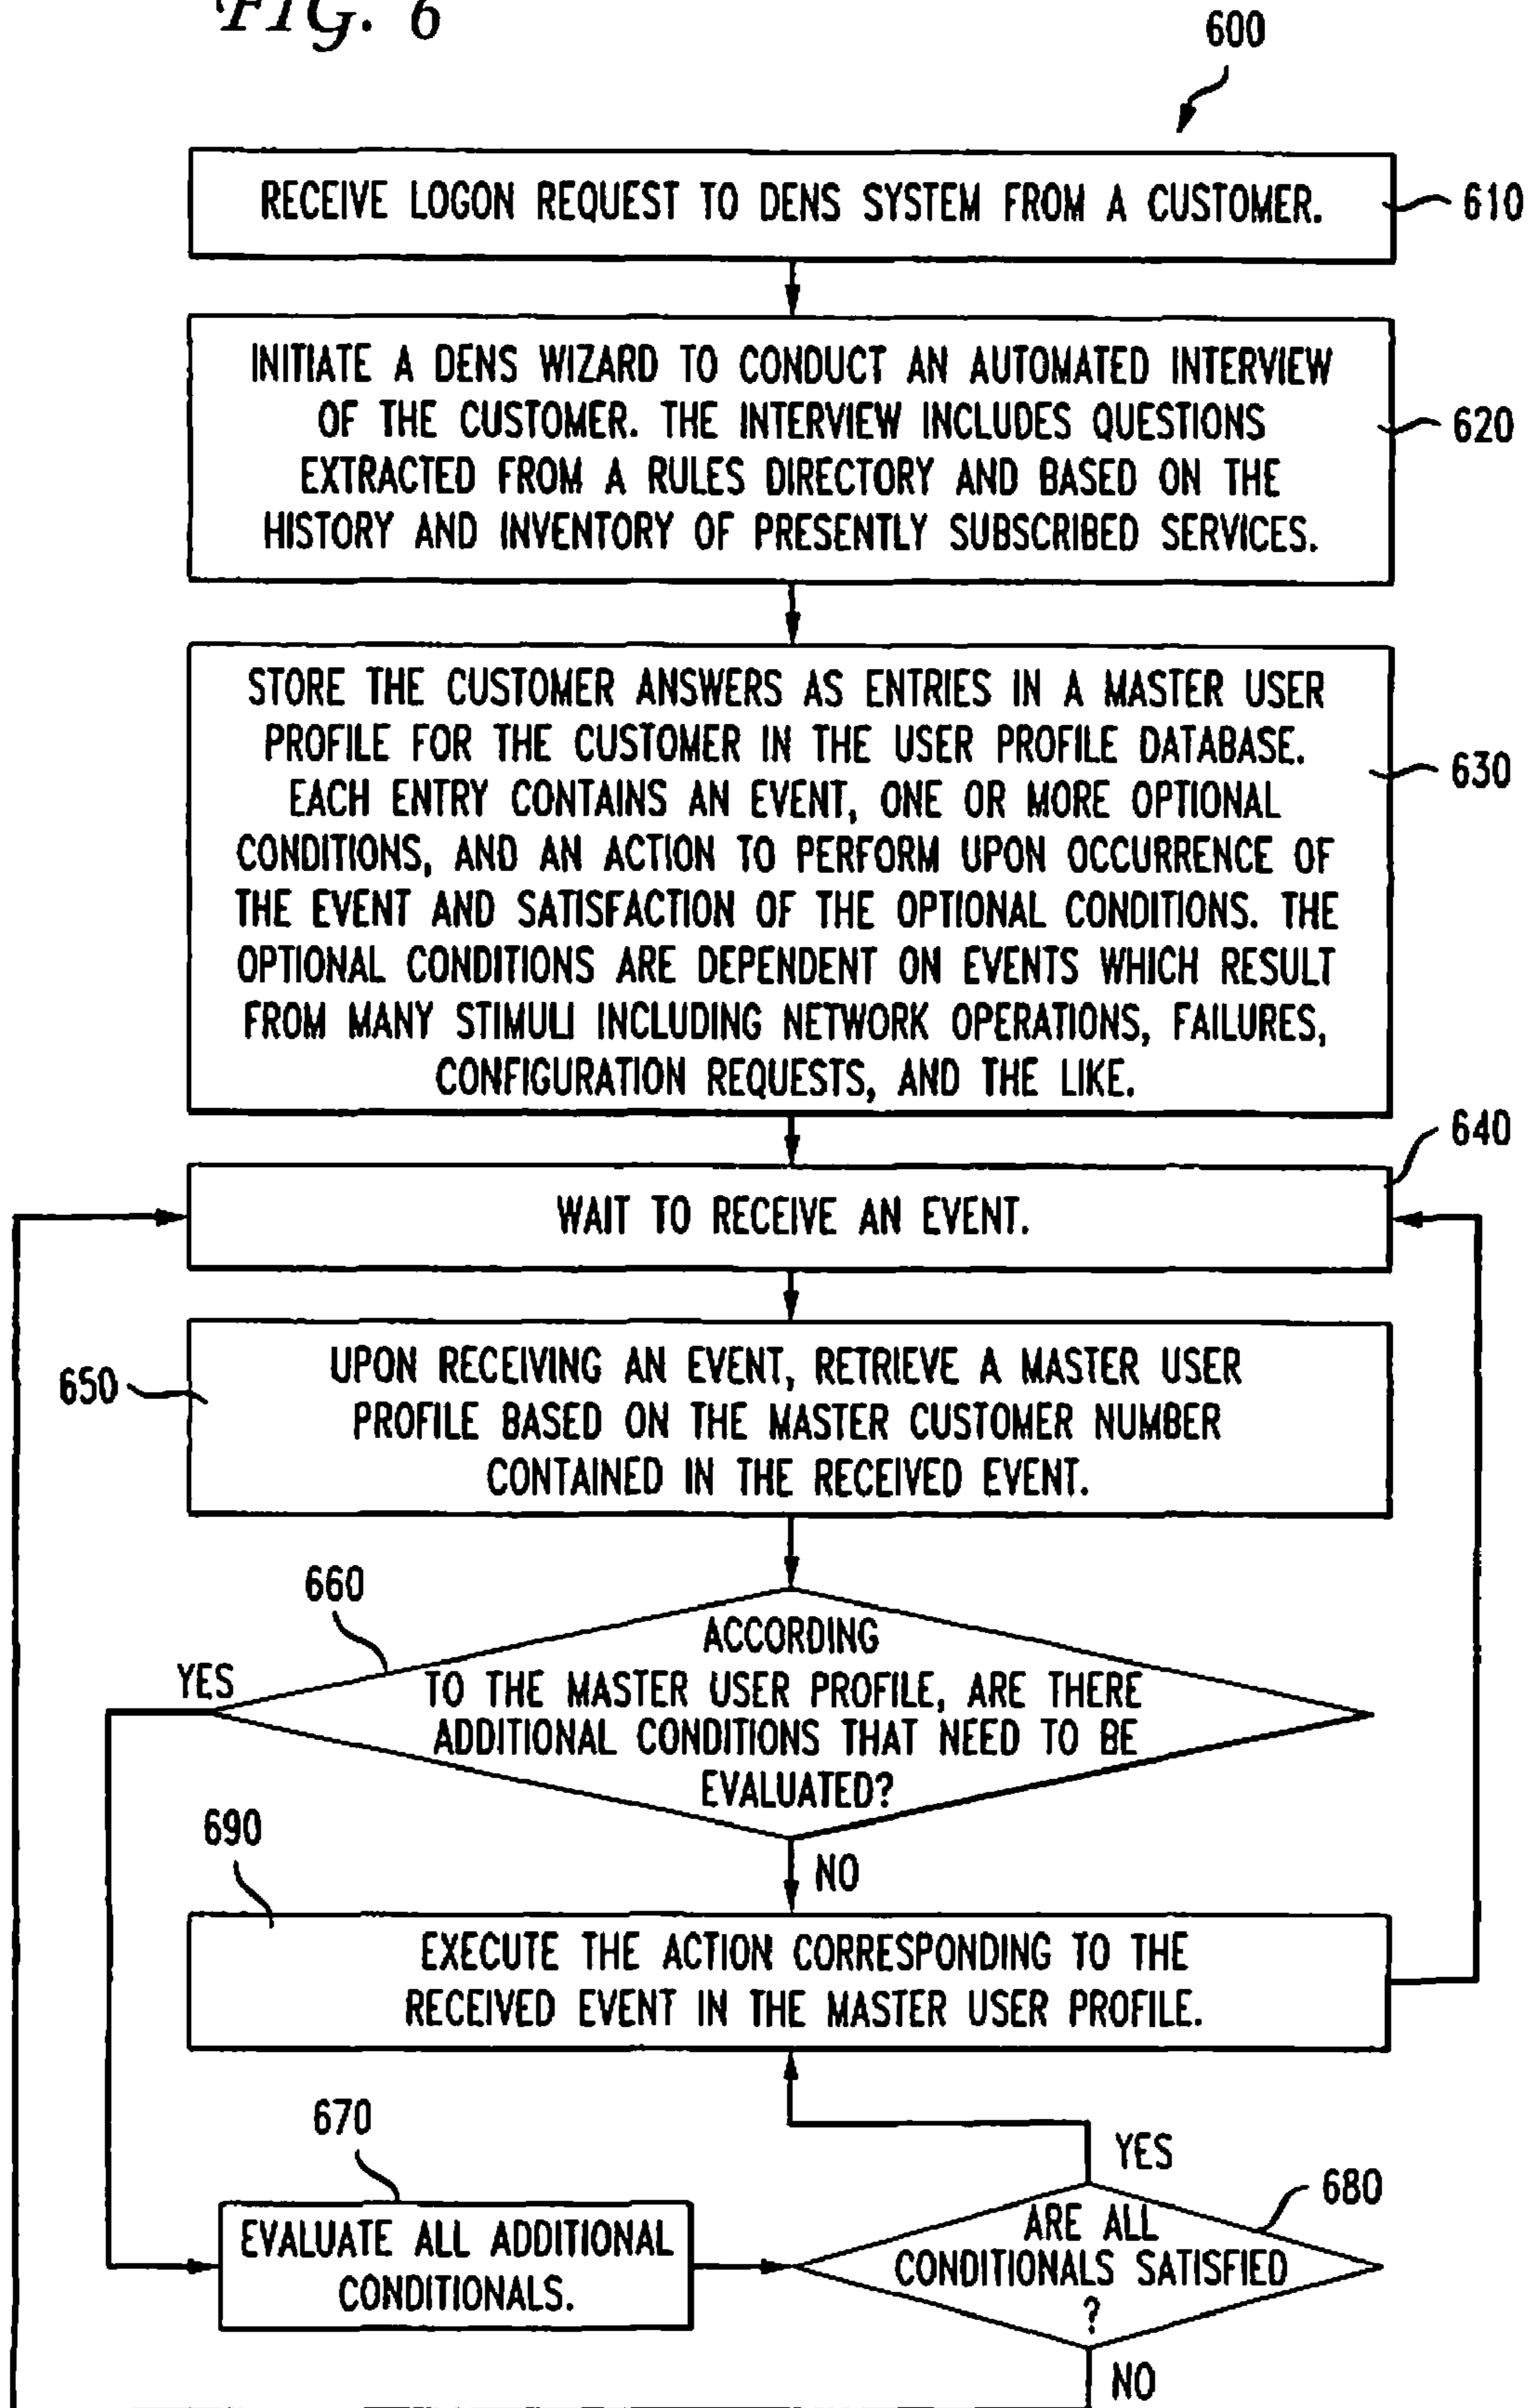 FIG. 6
600
RECEIVE LOGON REQUEST TO DENS SYSTEM FROM A CUSTOMER.
610
INITIATE A DENS WIZARD TO CONDUCT AN AUTOMATED INTERVIEW
OF THE CUSTOMER. THE INTERVIEW INCLUDES QUESTIONS
EXTRACTED FROM A RULES DIRECTORY AND BASED ON THE
HISTORY AND INVENTORY OF PRESENTLY SUBSCRIBED SERVICES.
620
STORE THE CUSTOMER ANSWERS AS ENTRIES IN A MASTER USER
PROFILE FOR THE CUSTOMER IN THE USER PROFILE DATABASE.
EACH ENTRY CONTAINS AN EVENT, ONE OR MORE OPTIONAL
CONDITIONS, AND AN ACTION TO PERFORM UPON OCCURRENCE OF
THE EVENT AND SATISFACTION OF THE OPTIONAL CONDITIONS. THE
OPTIONAL CONDITIONS ARE DEPENDENT ON EVENTS WHICH RESULT
FROM MANY STIMULI INCLUDING NETWORK OPERATIONS, FAILURES,
CONFIGURATION REQUESTS, AND THE LIKE.
630
640
WAIT TO RECEIVE AN EVENT.
650
UPON RECEIVING AN EVENT, RETRIEVE A MASTER USER
PROFILE BASED ON THE MASTER CUSTOMER NUMBER
CONTAINED IN THE RECEIVED EVENT.
660
YES
ACCORDING
TO THE MASTER USER PROFILE, ARE THERE
ADDITIONAL CONDITIONS THAT NEED TO BE
EVALUATED?
NO
690
EXECUTE THE ACTION CORRESPONDING TO THE
RECEIVED EVENT IN THE MASTER USER PROFILE.
670
EVALUATE ALL ADDITIONAL
CONDITIONALS.
YES
680
ARE ALL
CONDITIONALS SATISFIED
?
NO